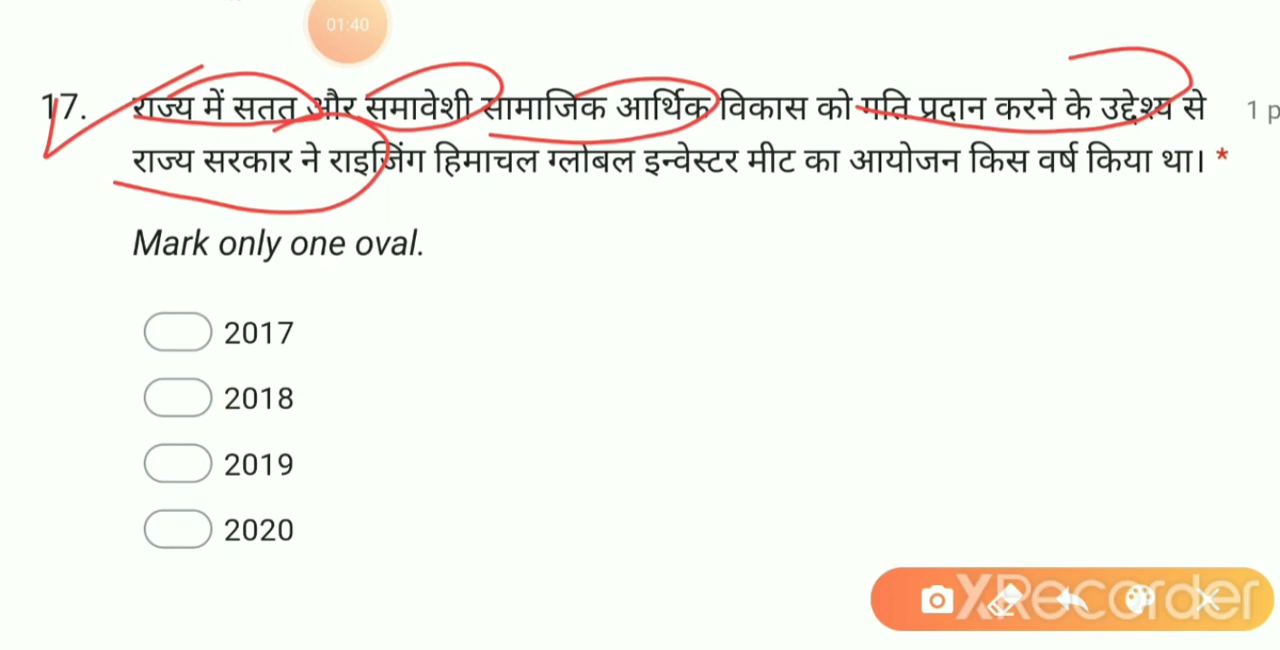 01:40
17. राज्य में सतत और समावेशी सामाजिक आर्थिक विकास को गति प्रदान करने के उद्देश्य से 1 p
राज्य सरकार ने राइजिंग हिमाचल ग्लोबल इन्वेस्टर मीट का आयोजन किस वर्ष किया था। *
Mark only one oval.
2017
2018
2019
2020
XRecorder